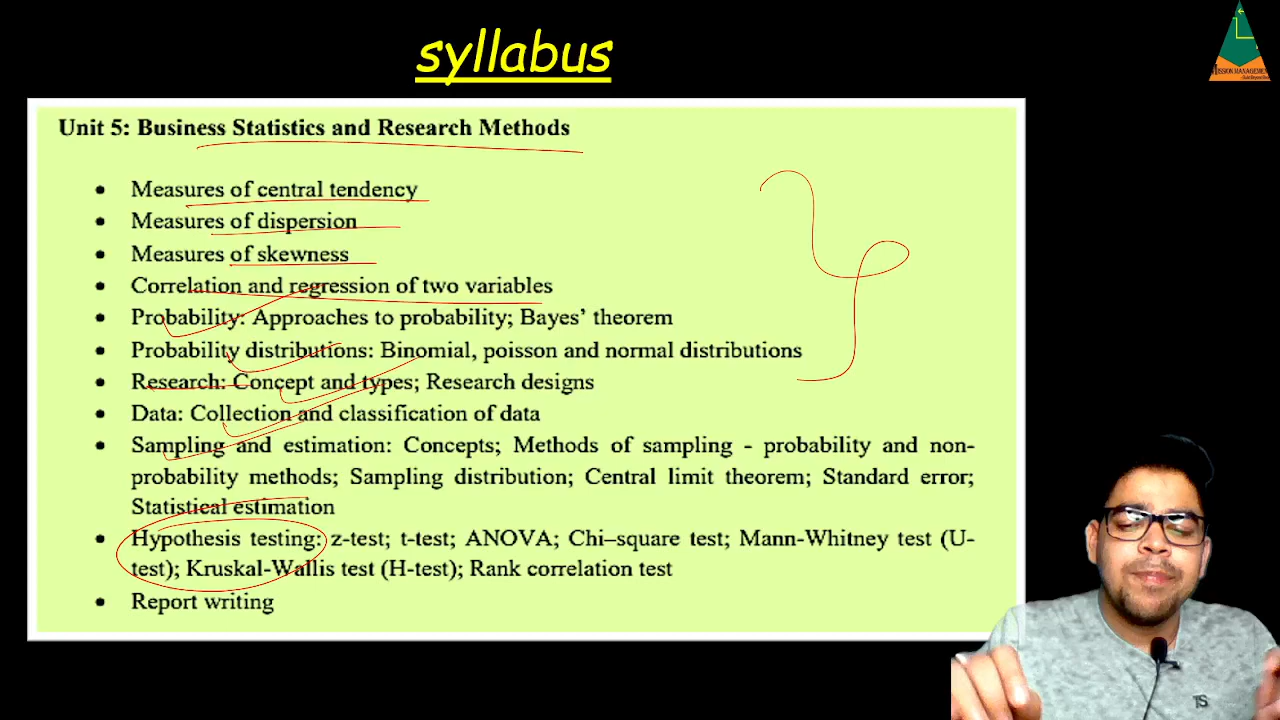 syllabus
Unit 5: Business Statistics and Research Methods
• Measures of central tendency
• Measures of dispersion
• Measures of skewness
• Correlation and regression of two variables
• Probability: Approaches to probability; Bayes’ theorem
• Probability distributions: Binomial, poisson and normal distributions
• Research: Concept and types; Research designs
• Data: Collection and classification of data
• Sampling and estimation: Concepts; Methods of sampling - probability and non-
probability methods; Sampling distribution; Central limit theorem; Standard error;
Statistical estimation
• Hypothesis testing: z-test; t-test; ANOVA; Chi–square test; Mann-Whitney test (U-
test); Kruskal-Wallis test (H-test); Rank correlation test
• Report writing
MISSION MANAGEMENT
TS